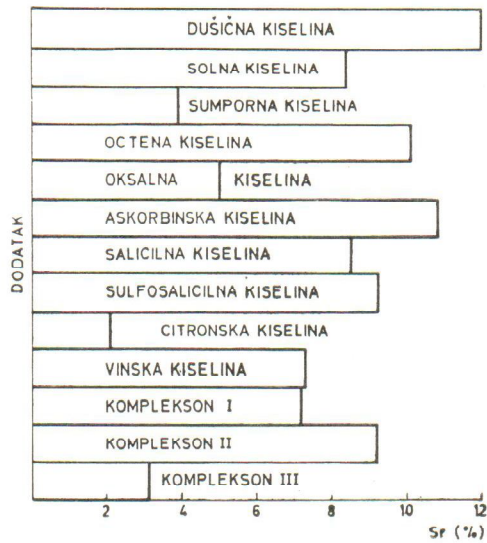 DUŠIČNA KISELINA
SOLNA KISELINA
SUMPORNA KISELINA
OCTENA KISELINA
OKSALNA KISELINA
ASKORBINSKA KISELINA
SALICILNA KISELINA
SULFOSALICILNA KISELINA
CITRONSKA KISELINA
VINSKA KISELINA
KOMPLEKSON I
KOMPLEKSON II
KOMPLEKSON III
DODATAK
2 4 6 8 10 12
Sr (%)